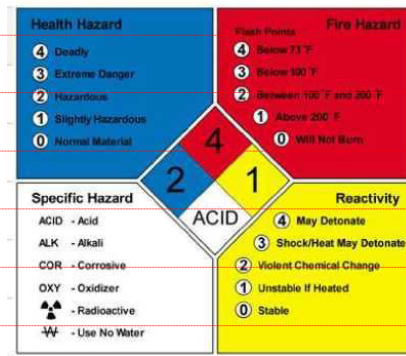 Health Hazard
4 Deadly
3 Extreme Danger
2 Hazardous
1 Slightly Hazardous
0 Normal Material
Fire Hazard
Flash Points
4 Below 73 °F
3 Below 100 °F
2 Between 100 °F and 200 °F
1 Above 200 °F
0 Will Not Burn
4
2
1
ACID
Specific Hazard
ACID - Acid
ALK - Alkali
COR - Corrosive
OXY - Oxidizer
- Radioactive
W - Use No Water
Reactivity
4 May Detonate
3 Shock/Heat May Detonate
2 Violent Chemical Change
1 Unstable If Heated
0 Stable